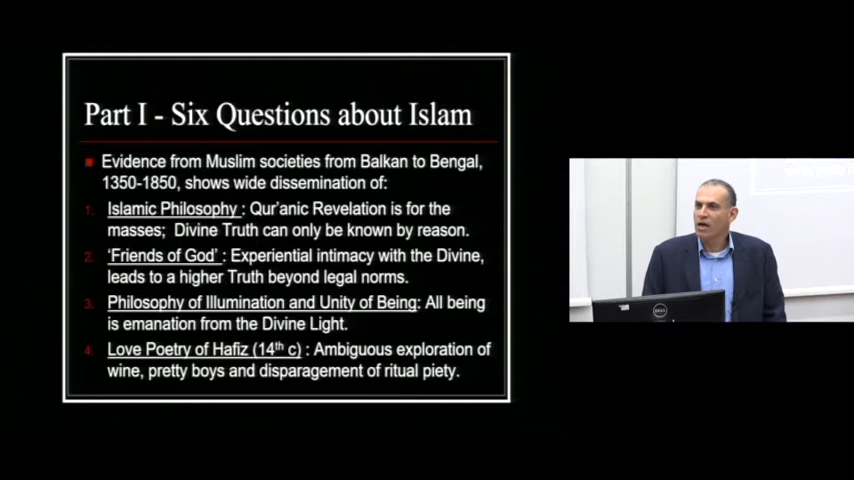 Part I - Six Questions about Islam
Evidence from Muslim societies from Balkan to Bengal,
1350-1850, shows wide dissemination of:
1. Islamic Philosophy : Qur'anic Revelation is for the
masses; Divine Truth can only be known by reason.
2. 'Friends of God' : Experiential intimacy with the Divine,
leads to a higher Truth beyond legal norms.
3. Philosophy of Illumination and Unity of Being: All being
is emanation from the Divine Light.
4. Love Poetry of Hafiz (14th c) : Ambiguous exploration of
wine, pretty boys and disparagement of ritual piety.
DELL